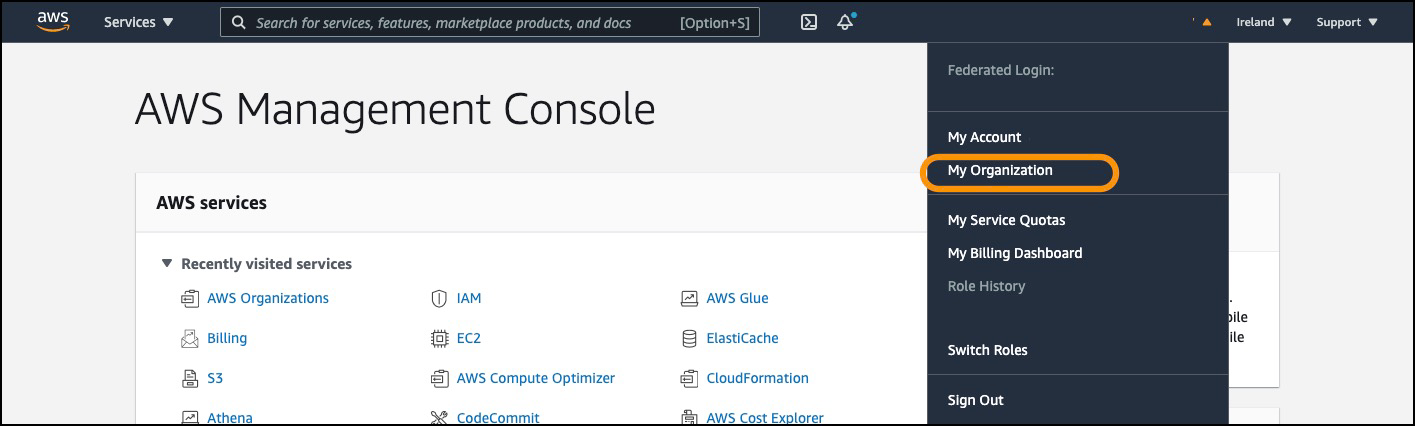 aws Services Search for services, features, marketplace products, and docs [Option+S] Ireland Support
Federated Login:
AWS Management Console
My Account
My Organization
AWS services
My Service Quotas
My Billing Dashboard
Recently visited services
Role History
AWS Organizations IAM AWS Glue
Billing EC2 ElastiCache
Switch Roles
S3 AWS Compute Optimizer CloudFormation
Sign Out
Athena CodeCommit AWS Cost Explorer